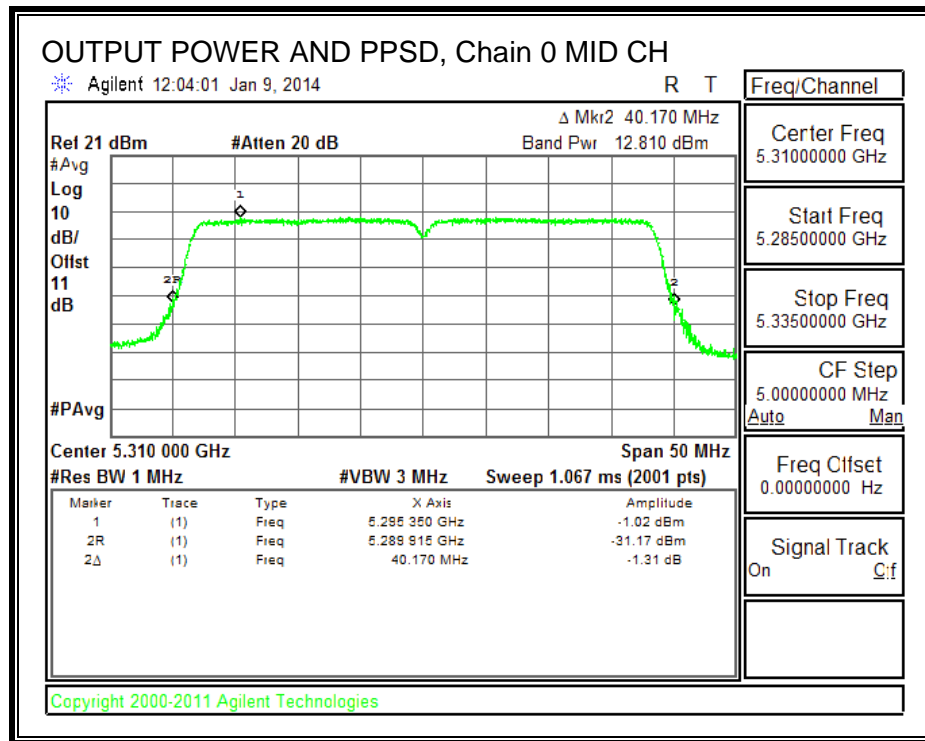 OUTPUT POWER AND PPSD, Chain 0 MID CH
Agilent 12:04:01 Jan 9, 2014 R T
Freq/Channel
Δ Mkr2 40.170 MHz
Ref 21 dBm #Atten 20 dB Band Pwr 12.810 dBm
#Avg
Log
10
dB/
Offst
11
dB
#PAvg
1
2R
2
Center 5.310 000 GHz Span 50 MHz
#Res BW 1 MHz #VBW 3 MHz Sweep 1.067 ms (2001 pts)
Marker Trace Type X Axis Amplitude
1 (1) Freq 5.295 350 GHz -1.02 dBm
2R (1) Freq 5.289 915 GHz -31.17 dBm
2Δ (1) Freq 40.170 MHz -1.31 dB
Center Freq
5.31000000 GHz
Start Freq
5.28500000 GHz
Stop Freq
5.33500000 GHz
CF Step
5.00000000 MHz
Auto Man
Freq Offset
0.00000000 Hz
Signal Track
On Off
Copyright 2000-2011 Agilent Technologies